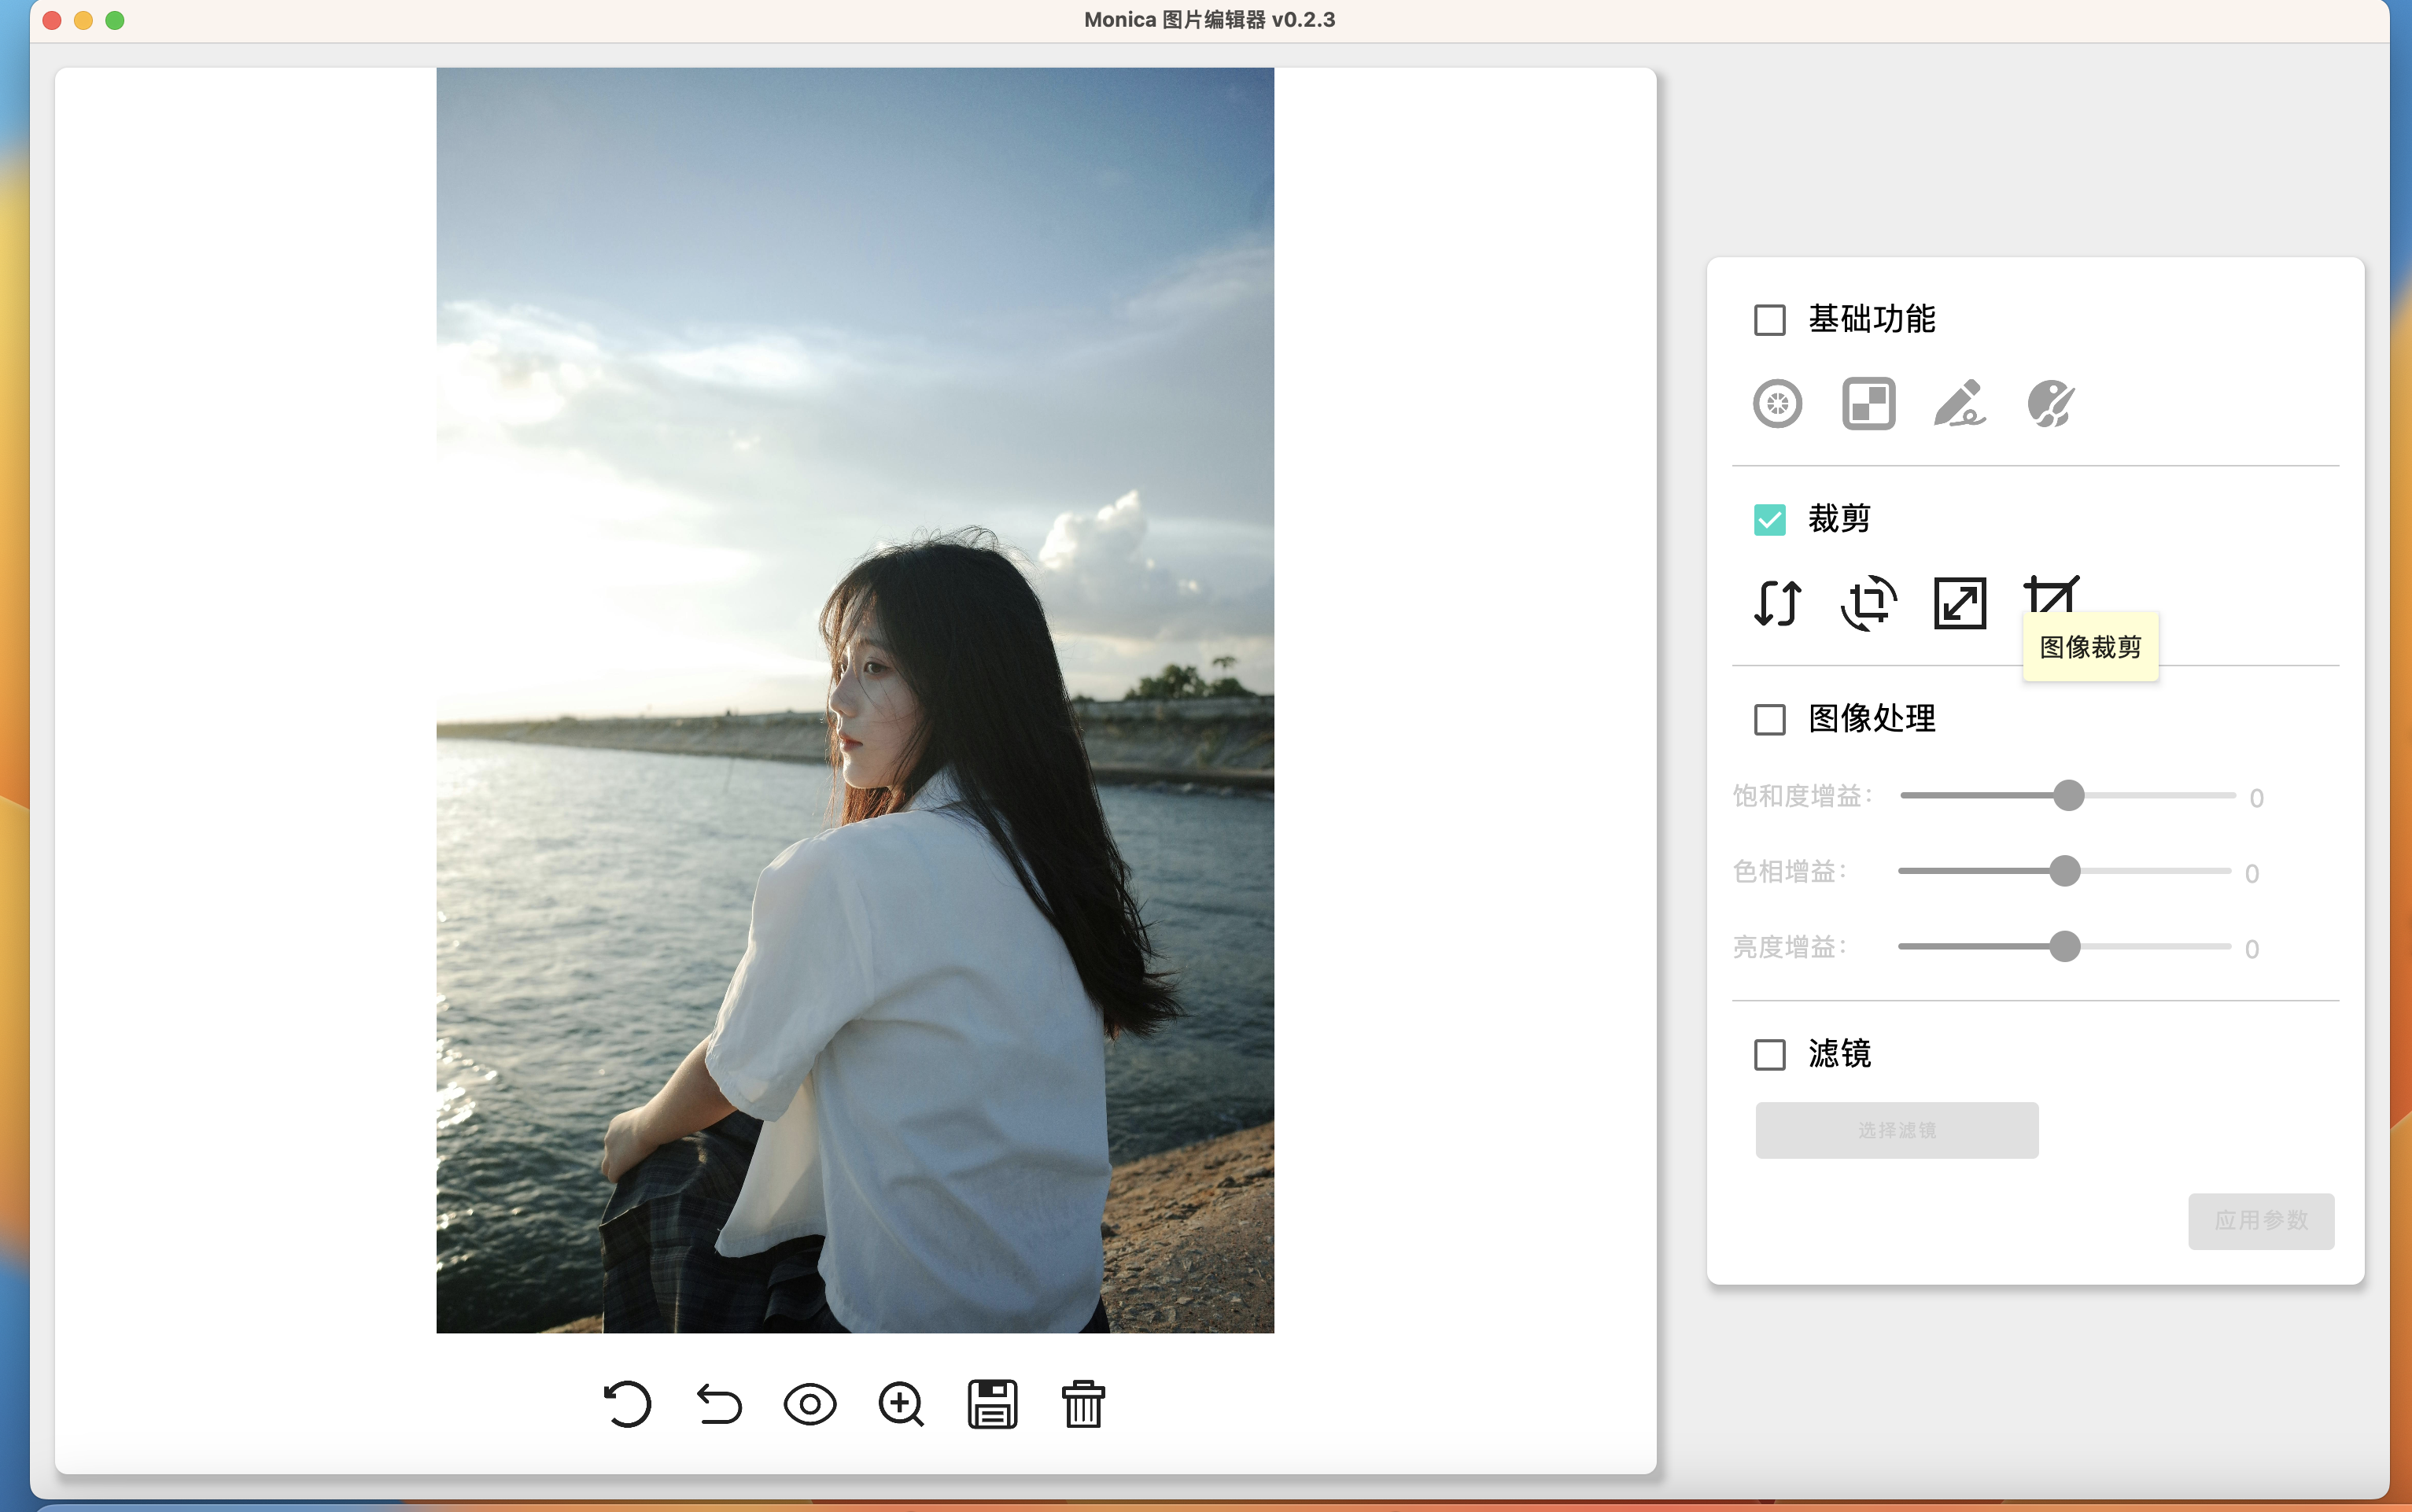 Monica 图片编辑器 v0.2.3
基础功能
裁剪
图像裁剪
图像处理
饱和度增益： 0
色相增益： 0
亮度增益： 0
滤镜
选择滤镜
应用参数